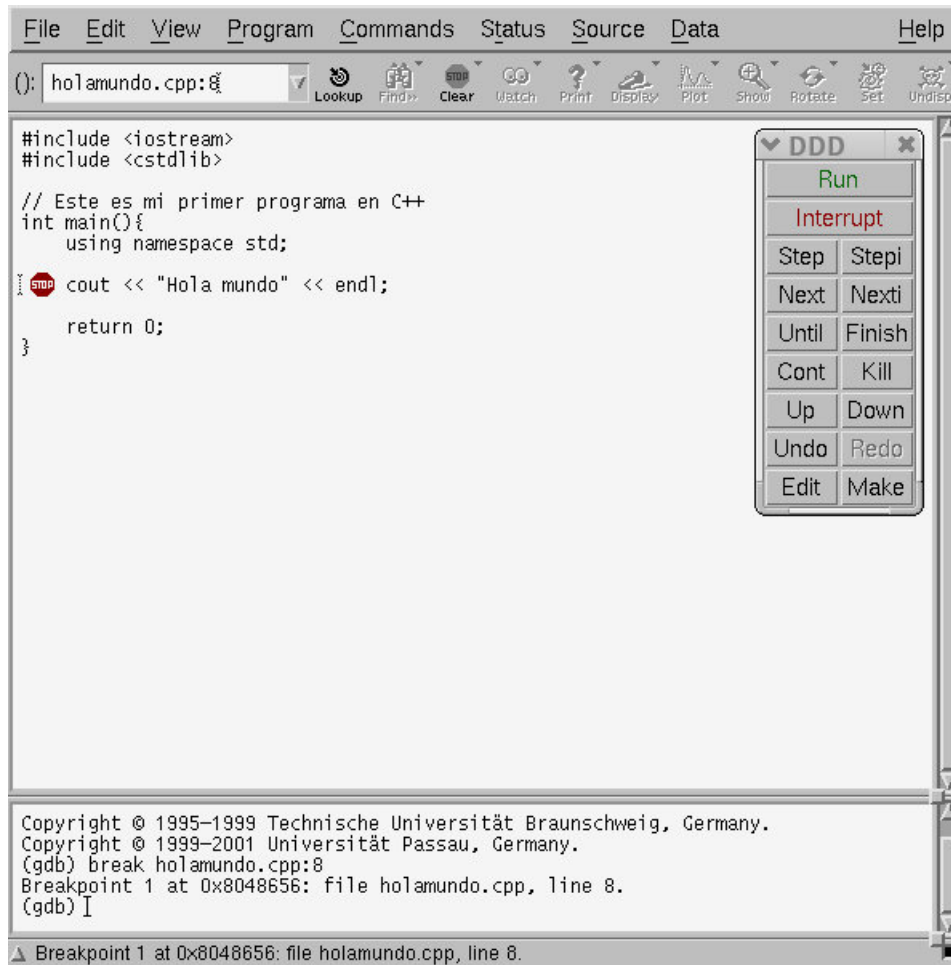 File Edit View Program Commands Status Source Data Help
(): holamundo.cpp:8
Lookup Find» Clear Watch Print Display Plot Show Rotate Set Undisp
#include <iostream>
#include <cstdlib>
// Este es mi primer programa en C++
int main(){
using namespace std;
STOP cout << "Hola mundo" << endl;
return 0;
}
DDD
Run
Interrupt
Step Stepi
Next Nexti
Until Finish
Cont Kill
Up Down
Undo Redo
Edit Make
Copyright © 1995–1999 Technische Universität Braunschweig, Germany.
Copyright © 1999–2001 Universität Passau, Germany.
(gdb) break holamundo.cpp:8
Breakpoint 1 at 0x8048656: file holamundo.cpp, line 8.
(gdb)
Breakpoint 1 at 0x8048656: file holamundo.cpp, line 8.